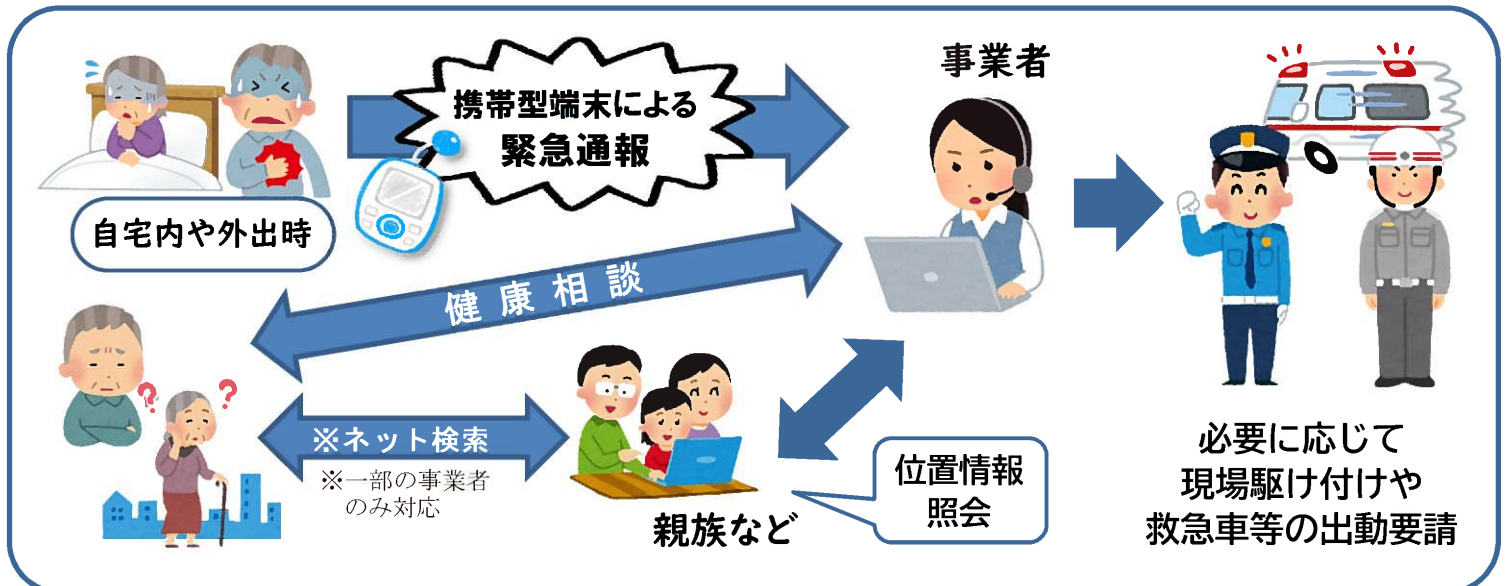 事業者
携帯型端末による
緊急通報
自宅内や外出時
健康相談
?
?
※ネット検索
※一部の事業者
のみ対応
親族など
位置情報
照会
必要に応じて
現場駆け付けや
救急車等の出動要請